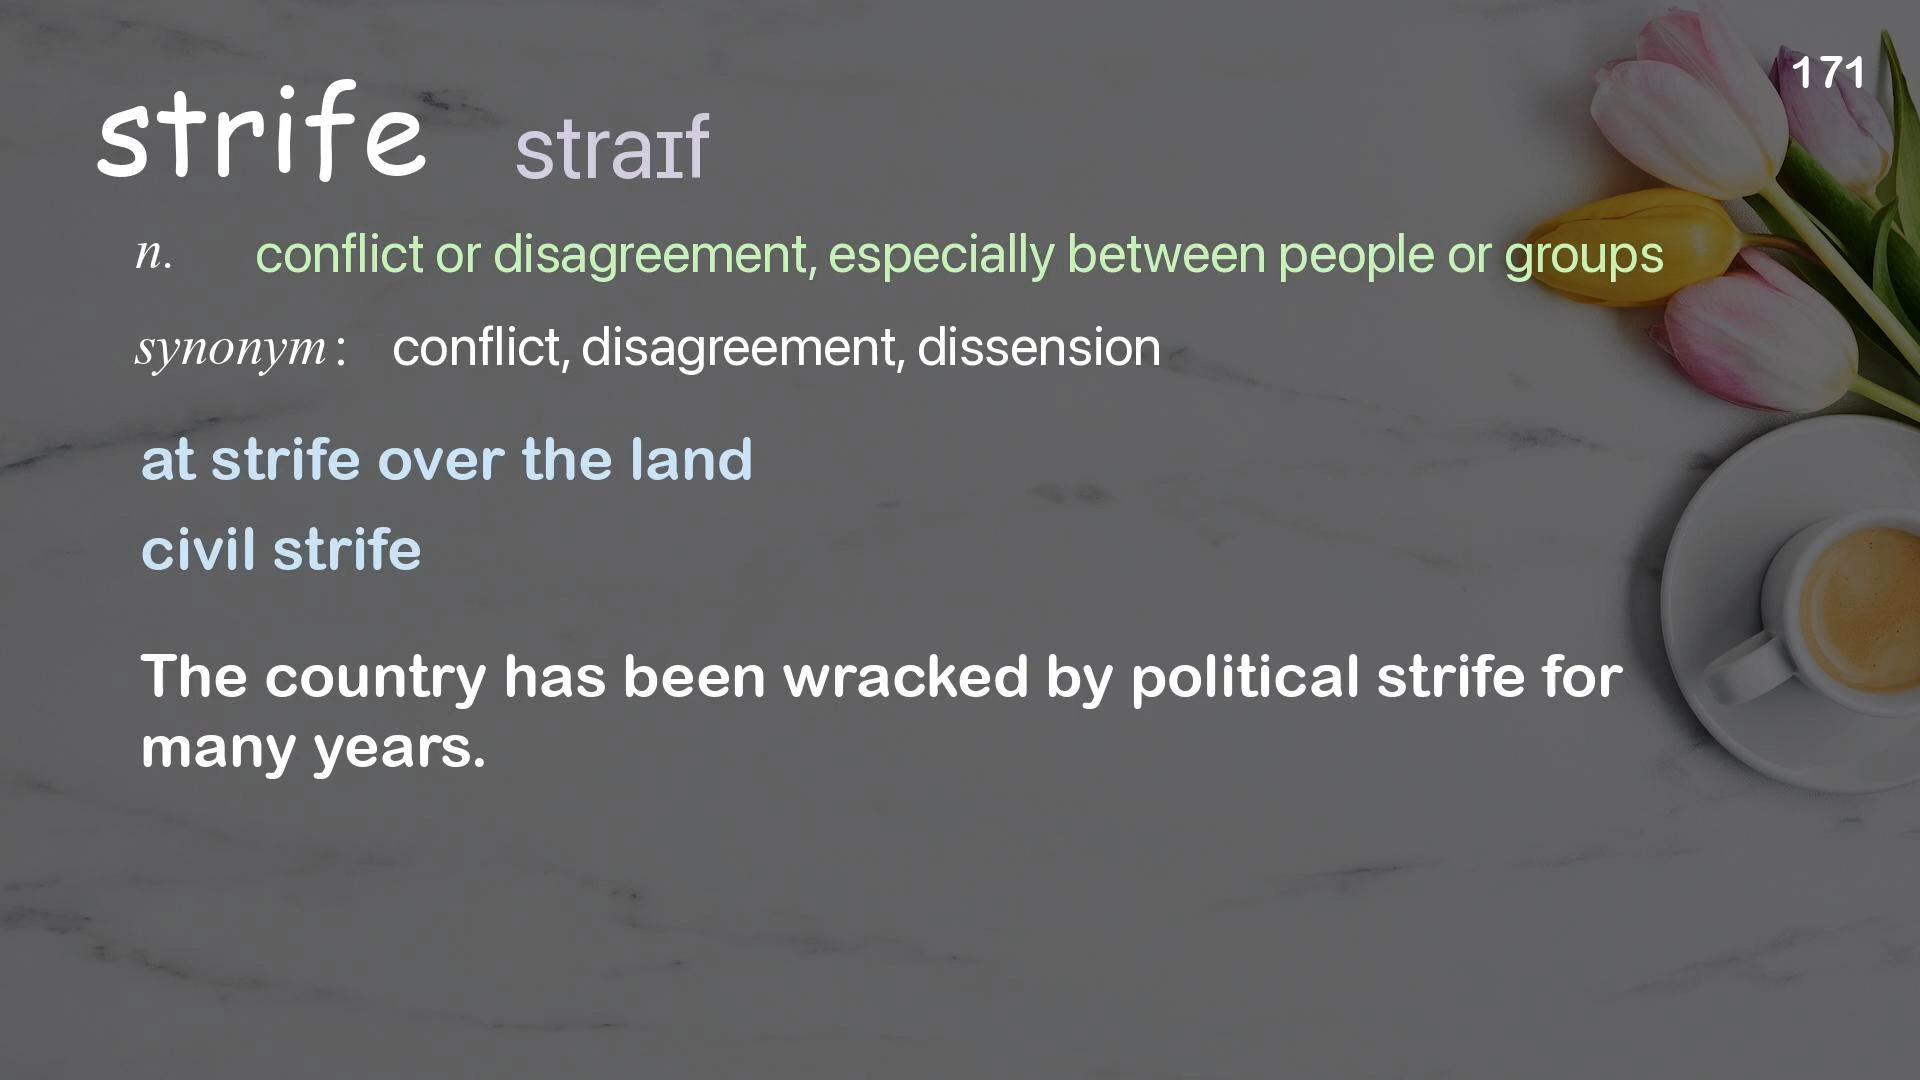 171
strife straɪf
n. conflict or disagreement, especially between people or groups
synonym: conflict, disagreement, dissension
at strife over the land
civil strife
The country has been wracked by political strife for
many years.